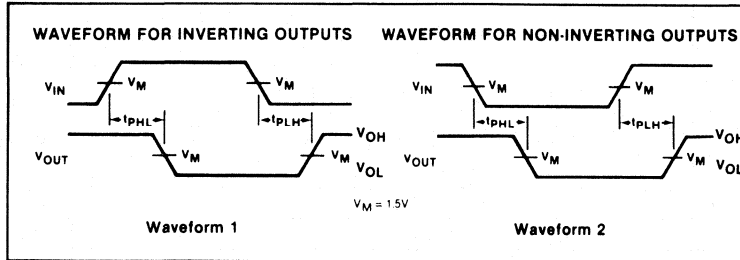 WAVEFORM FOR INVERTING OUTPUTS
VIN
VM
VM
tPHL
tPLH
VOH
VOUT
VM
VM
VOL
VM = 1.5V
Waveform 1
WAVEFORM FOR NON-INVERTING OUTPUTS
VIN
VM
VM
tPHL
tPLH
VOH
VOUT
VM
VM
VOL
Waveform 2